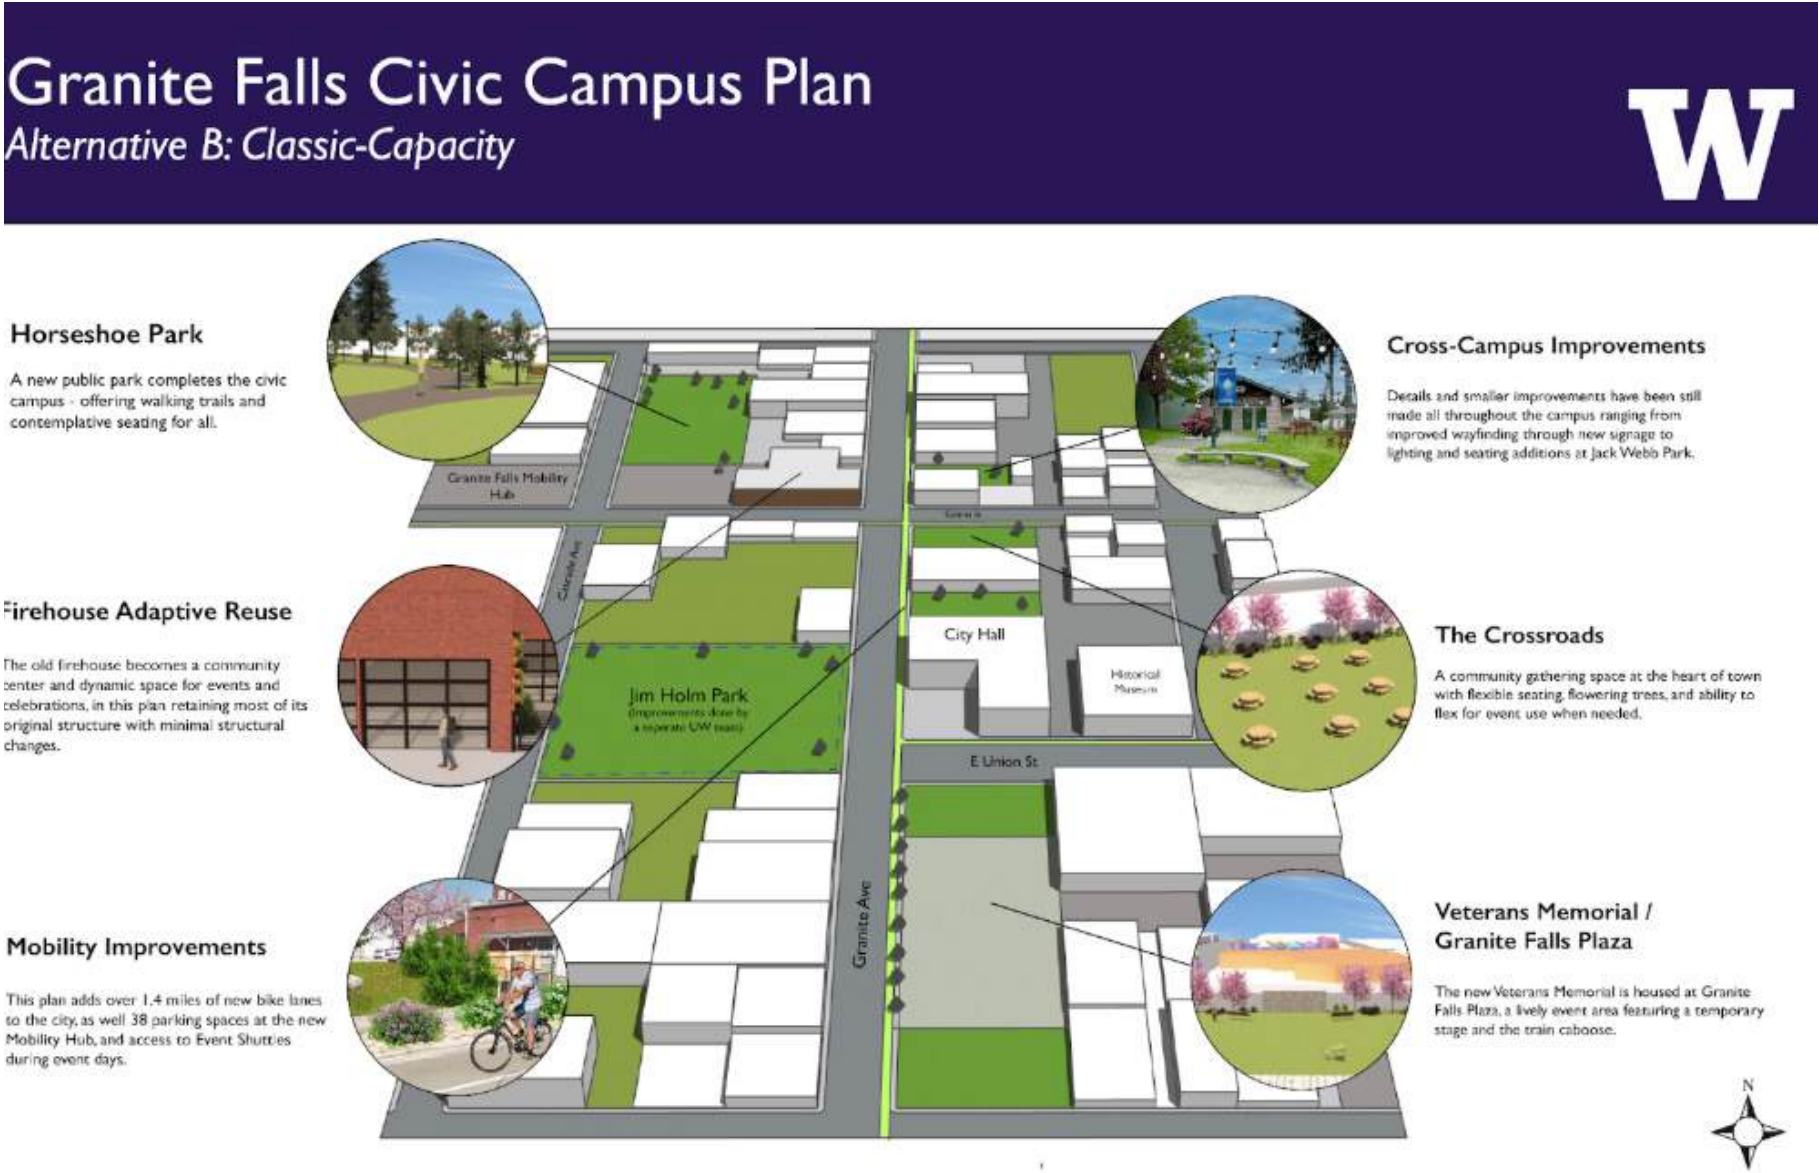 Granite Falls Civic Campus Plan
Alternative B: Classic-Capacity
W
Horseshoe Park
A new public park completes the civic
campus - offering walking trails and
contemplative seating for all.
Firehouse Adaptive Reuse
The old firehouse becomes a community
center and dynamic space for events and
celebrations, in this plan retaining most of its
original structure with minimal structural
changes.
Mobility Improvements
This plan adds over 1.4 miles of new bike lanes
to the city, as well 38 parking spaces at the new
Mobility Hub, and access to Event Shuttles
during event days.
Granite Falls Mobility
Hub
Cascade Ave
Jim Holm Park
(Improvements done by
a seperate UW team)
Granite Ave
City Hall
Historical
Museum
E Union St
Cross-Campus Improvements
Details and smaller improvements have been still
made all throughout the campus ranging from
improved wayfinding through new signage to
lighting and seating additions at Jack Webb Park.
The Crossroads
A community gathering space at the heart of town
with flexible seating, flowering trees, and ability to
flex for event use when needed.
Veterans Memorial /
Granite Falls Plaza
The new Veterans Memorial is housed at Granite
Falls Plaza, a lively event area featuring a temporary
stage and the train caboose.
N